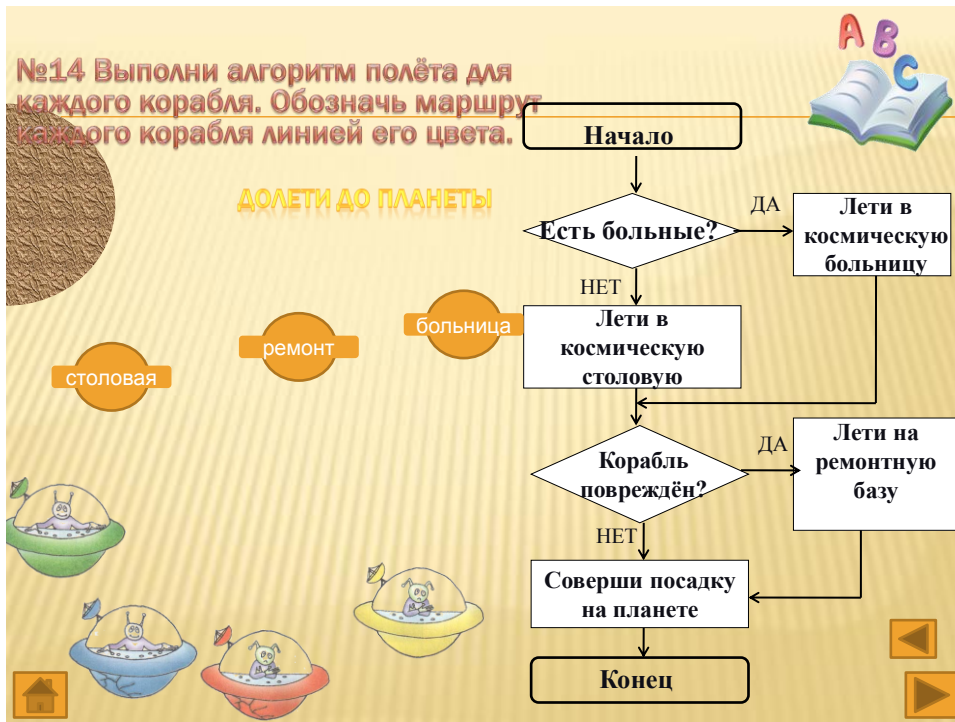 №14 Выполни алгоритм полёта для
каждого корабля. Обозначь маршрут
каждого корабля линией его цвета.
ABC
ДОЛЕТИ ДО ПЛАНЕТЫ
столовая
ремонт
больница
Начало
Есть больные?
ДА
Лети в
космическую
больницу
НЕТ
Лети в
космическую
столовую
Корабль
повреждён?
ДА
Лети на
ремонтную
базу
НЕТ
Соверши посадку
на планете
Конец